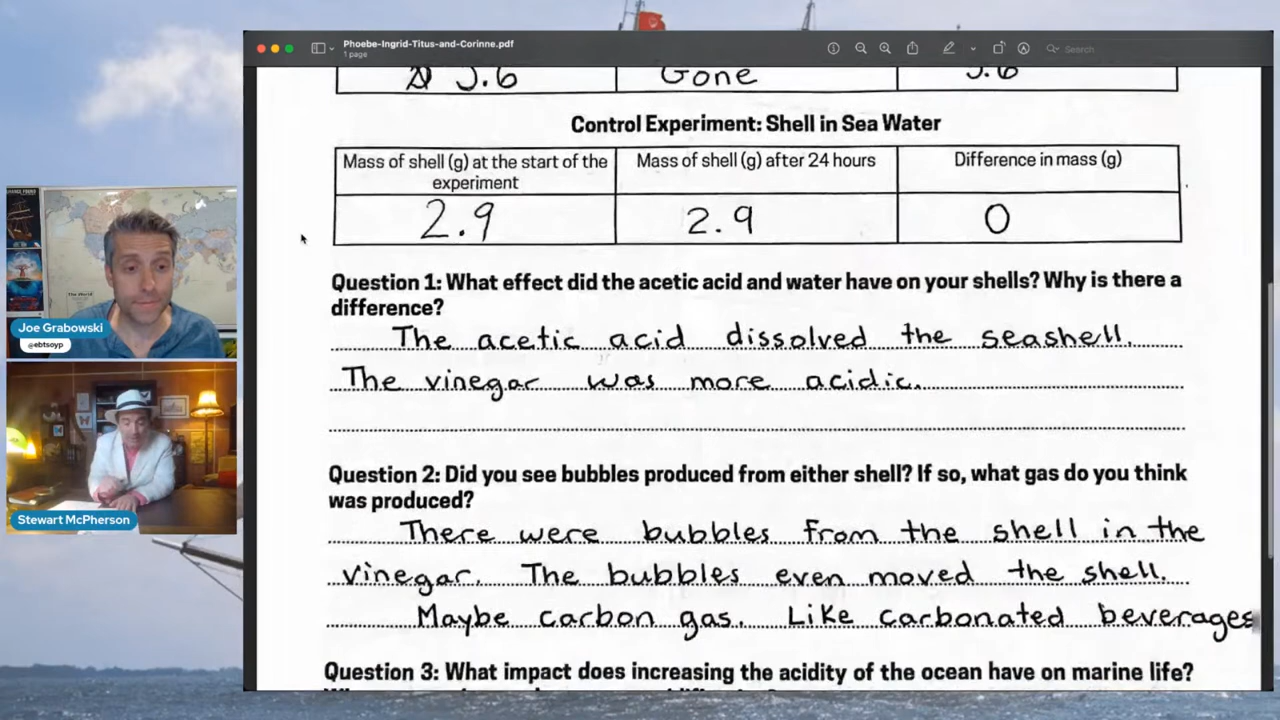 Phoebe-Ingrid-Titus-and-Corinne.pdf
1 page
Search
5.6
Gone
5.6
Control Experiment: Shell in Sea Water
Mass of shell (g) at the start of the experiment
Mass of shell (g) after 24 hours
Difference in mass (g)
2.9
2.9
0
Question 1: What effect did the acetic acid and water have on your shells? Why is there a
difference?
The acetic acid dissolved the seashell.
The vinegar was more acidic.
Question 2: Did you see bubbles produced from either shell? If so, what gas do you think
was produced?
There were bubbles from the shell in the
vinegar. The bubbles even moved the shell.
Maybe carbon gas. Like carbonated beverages
Question 3: What impact does increasing the acidity of the ocean have on marine life?
Joe Grabowski
@ebtsoyp
Stewart McPherson